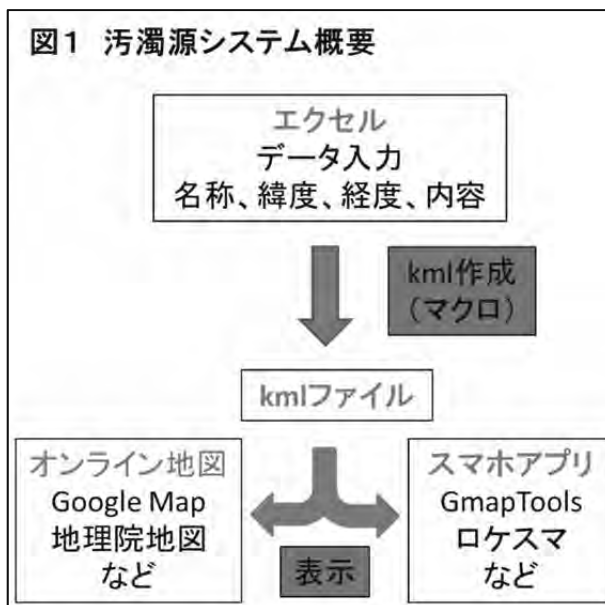 図1 汚濁源システム概要
エクセル
データ入力
名称、緯度、経度、内容
kml作成
(マクロ)
kmlファイル
オンライン地図
Google Map
地理院地図
など
スマホアプリ
GmapTools
ロケスマ
など
表示